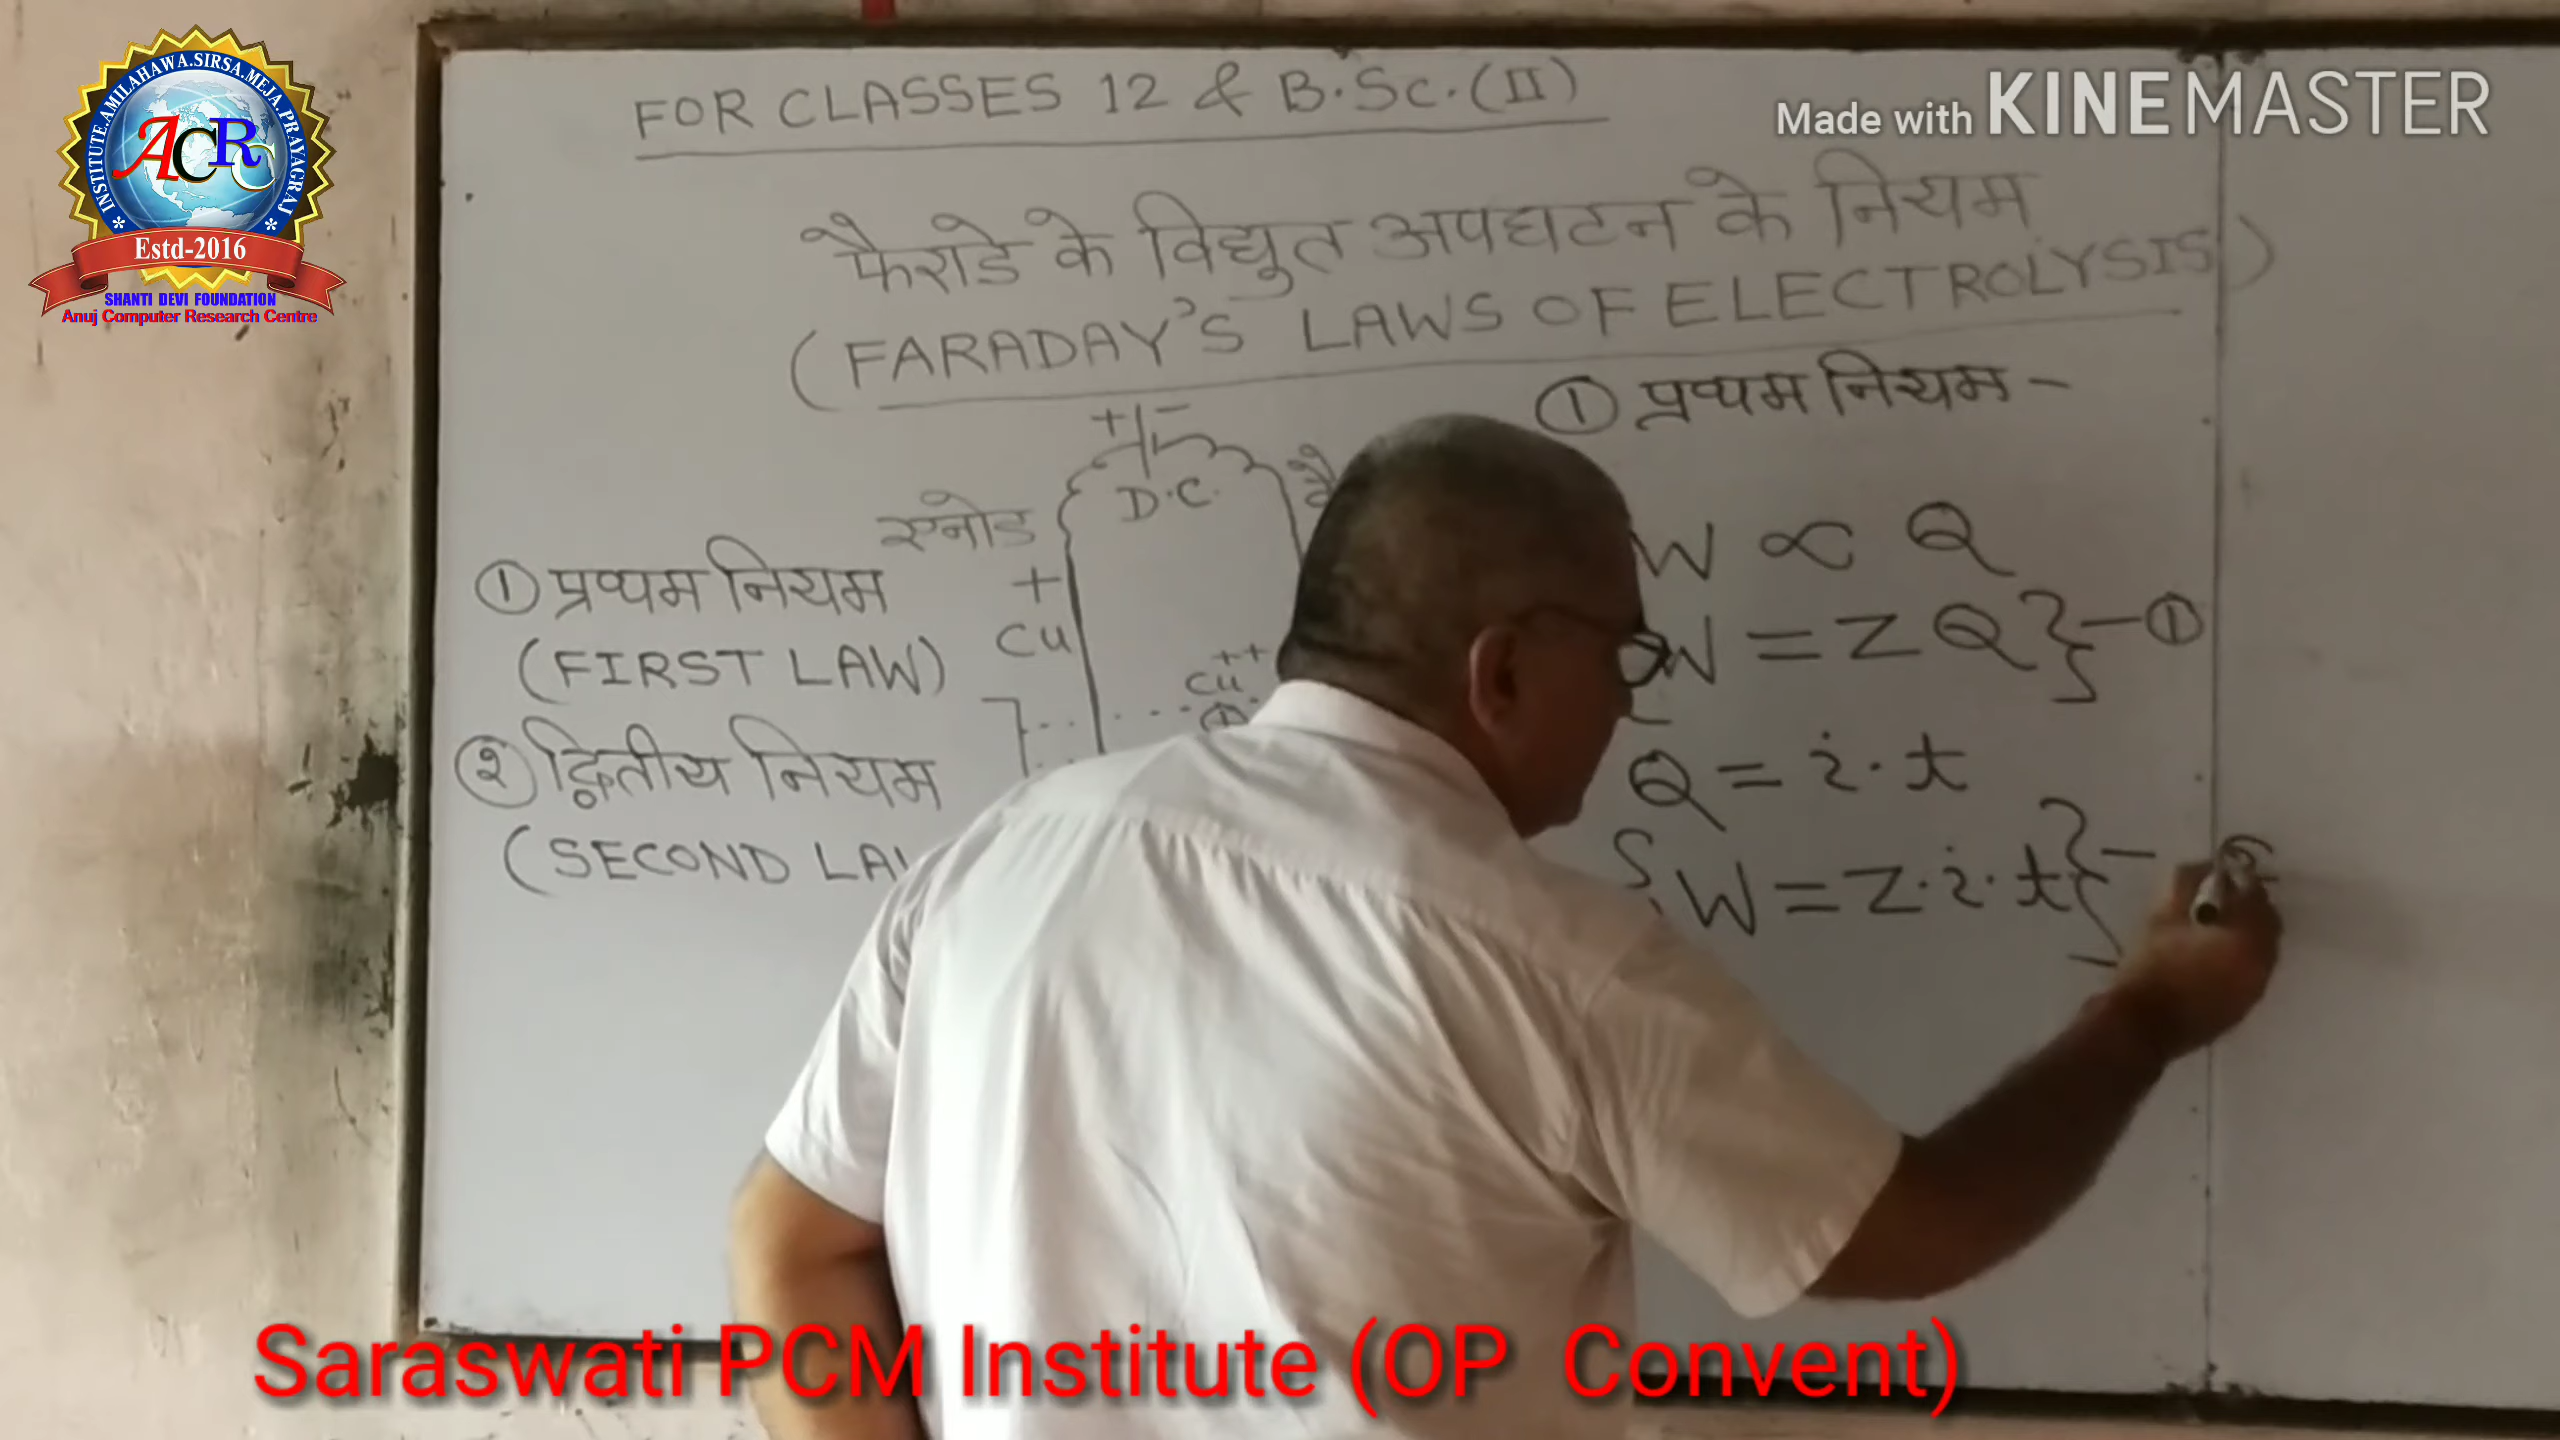 INSTITUTE.AMILAHAWA.SIRSA.MEJA.PRAYAGRAJ
ACRC
Estd-2016
SHANTI DEVI FOUNDATION
Anuj Computer Research Centre
Made with KINEMASTER
FOR CLASSES 12 & B.Sc.(II)
फैराडे के विद्युत अपघटन के नियम
(FARADAY'S LAWS OF ELECTROLYSIS)
① प्रथम नियम
(FIRST LAW)
② द्वितीय नियम
(SECOND
एनोड
+ -
D.C.
+
Cu
Cu++
① प्रथम नियम -
W ∝ Q
W = Z Q } - ①
Q = i . t
{ W = Z . i . t } -
Saraswati PCM Institute (OP Convent)